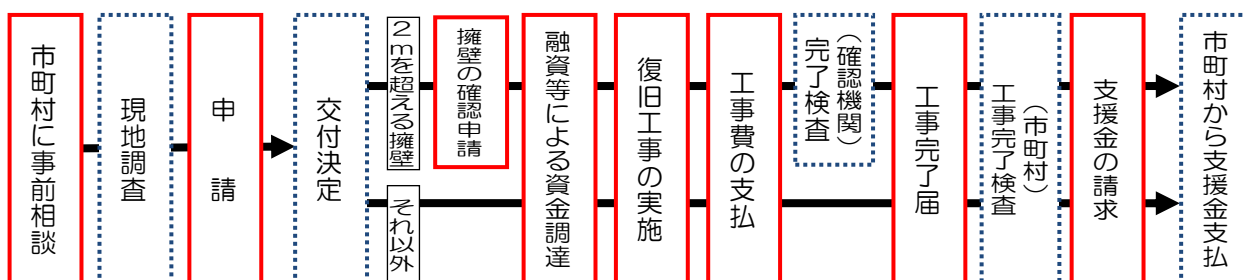 市町村に事前相談
現地調査
申請
交付決定
2mを超える擁壁
それ以外
擁壁の確認申請
融資等による資金調達
復旧工事の実施
工事費の支払
（確認機関）
完了検査
工事完了届
（市町村）
工事完了検査
支援金の請求
市町村から支援金支払